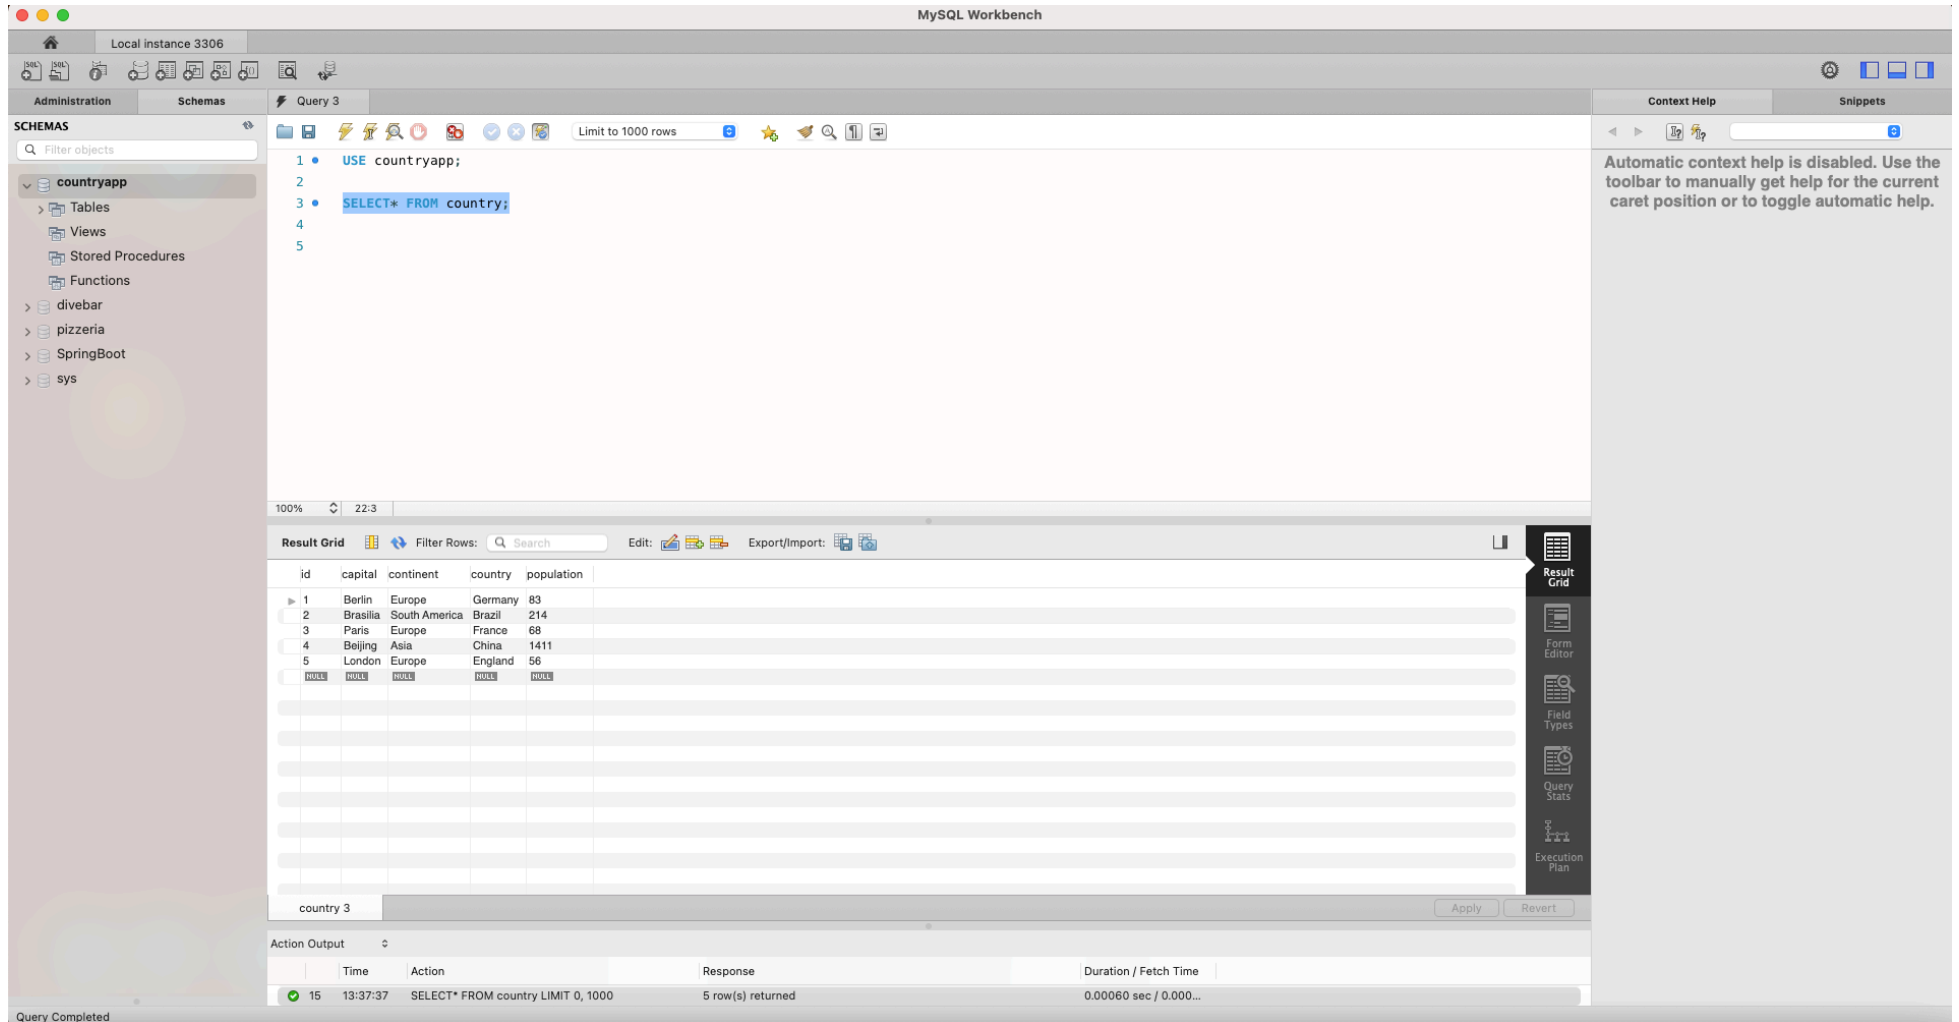 MySQL Workbench
Local instance 3306
Administration
Schemas
Query 3
Context Help
Snippets
SCHEMAS
Filter objects
countryapp
Tables
Views
Stored Procedures
Functions
divebar
pizzeria
SpringBoot
sys
Limit to 1000 rows
1 USE countryapp;
2
3 SELECT* FROM country;
4
5
Automatic context help is disabled. Use the
toolbar to manually get help for the current
caret position or to toggle automatic help.
100% 22:3
Result Grid Filter Rows: Search Edit: Export/Import:
id capital continent country population
1 Berlin Europe Germany 83
2 Brasilia South America Brazil 214
3 Paris Europe France 68
4 Beijing Asia China 1411
5 London Europe England 56
NULL NULL NULL NULL NULL
Result
Grid
Form
Editor
Field
Types
Query
Stats
Execution
Plan
country 3
Apply
Revert
Action Output
Time Action Response Duration / Fetch Time
15 13:37:37 SELECT* FROM country LIMIT 0, 1000 5 row(s) returned 0.00060 sec / 0.000...
Query Completed